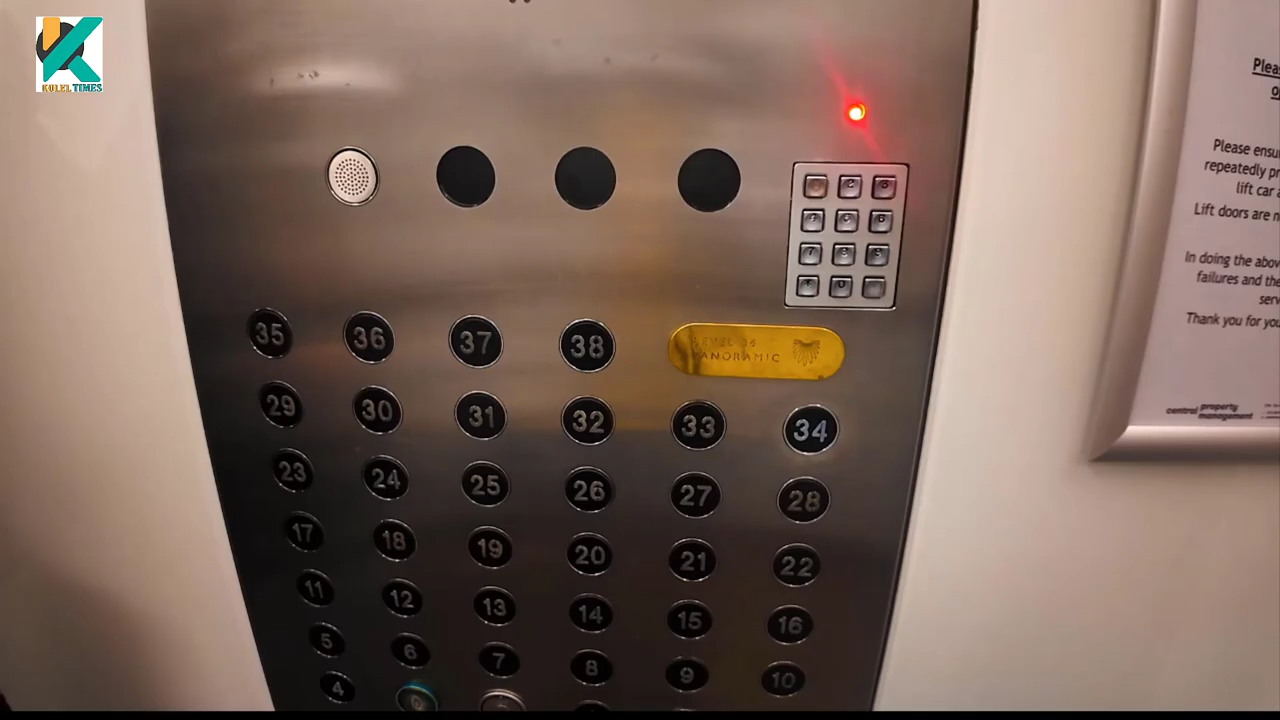 KOLEL TIMES
35 36 37 38
LEVEL 34
PANORAMIC
29 30 31 32 33 34
23 24 25 26 27 28
17 18 19 20 21 22
11 12 13 14 15 16
5 6 7 8 9 10
4
Please ensu
repeatedly pr
lift car
Lift doors are n
In doing the abov
failures and the
serv
Thank you for yo
central property
management